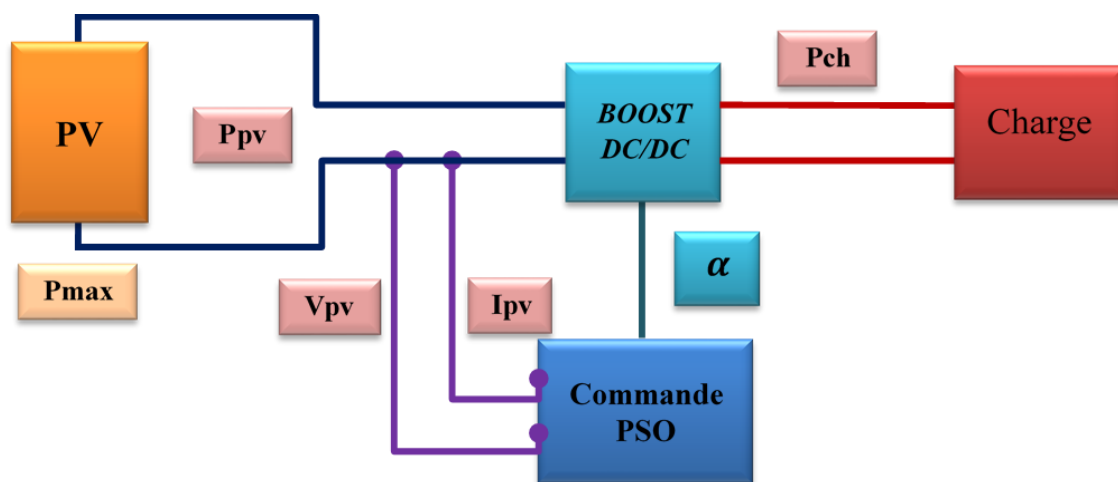 Pch
BOOST
DC/DC
Charge
PV
Ppv
α
Pmax
Vpv
Ipv
Commande
PSO